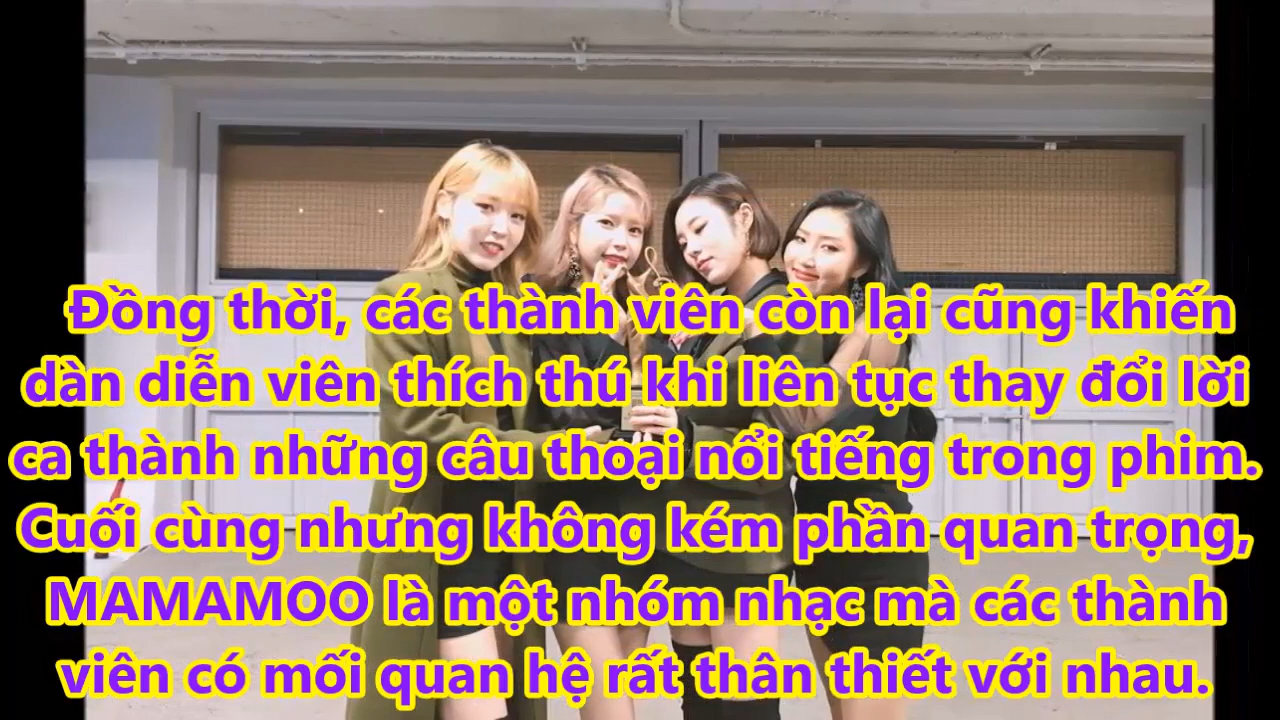 Đồng thời, các thành viên còn lại cũng khiến
dàn diễn viên thích thú khi liên tục thay đổi lời
ca thành những câu thoại nổi tiếng trong phim.
Cuối cùng nhưng không kém phần quan trọng,
MAMAMOO là một nhóm nhạc mà các thành
viên có mối quan hệ rất thân thiết với nhau.